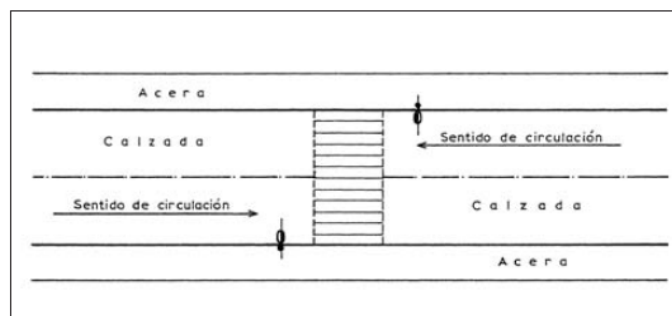 Acera
Calzada
Sentido de circulación
Sentido de circulación
Calzada
Acera